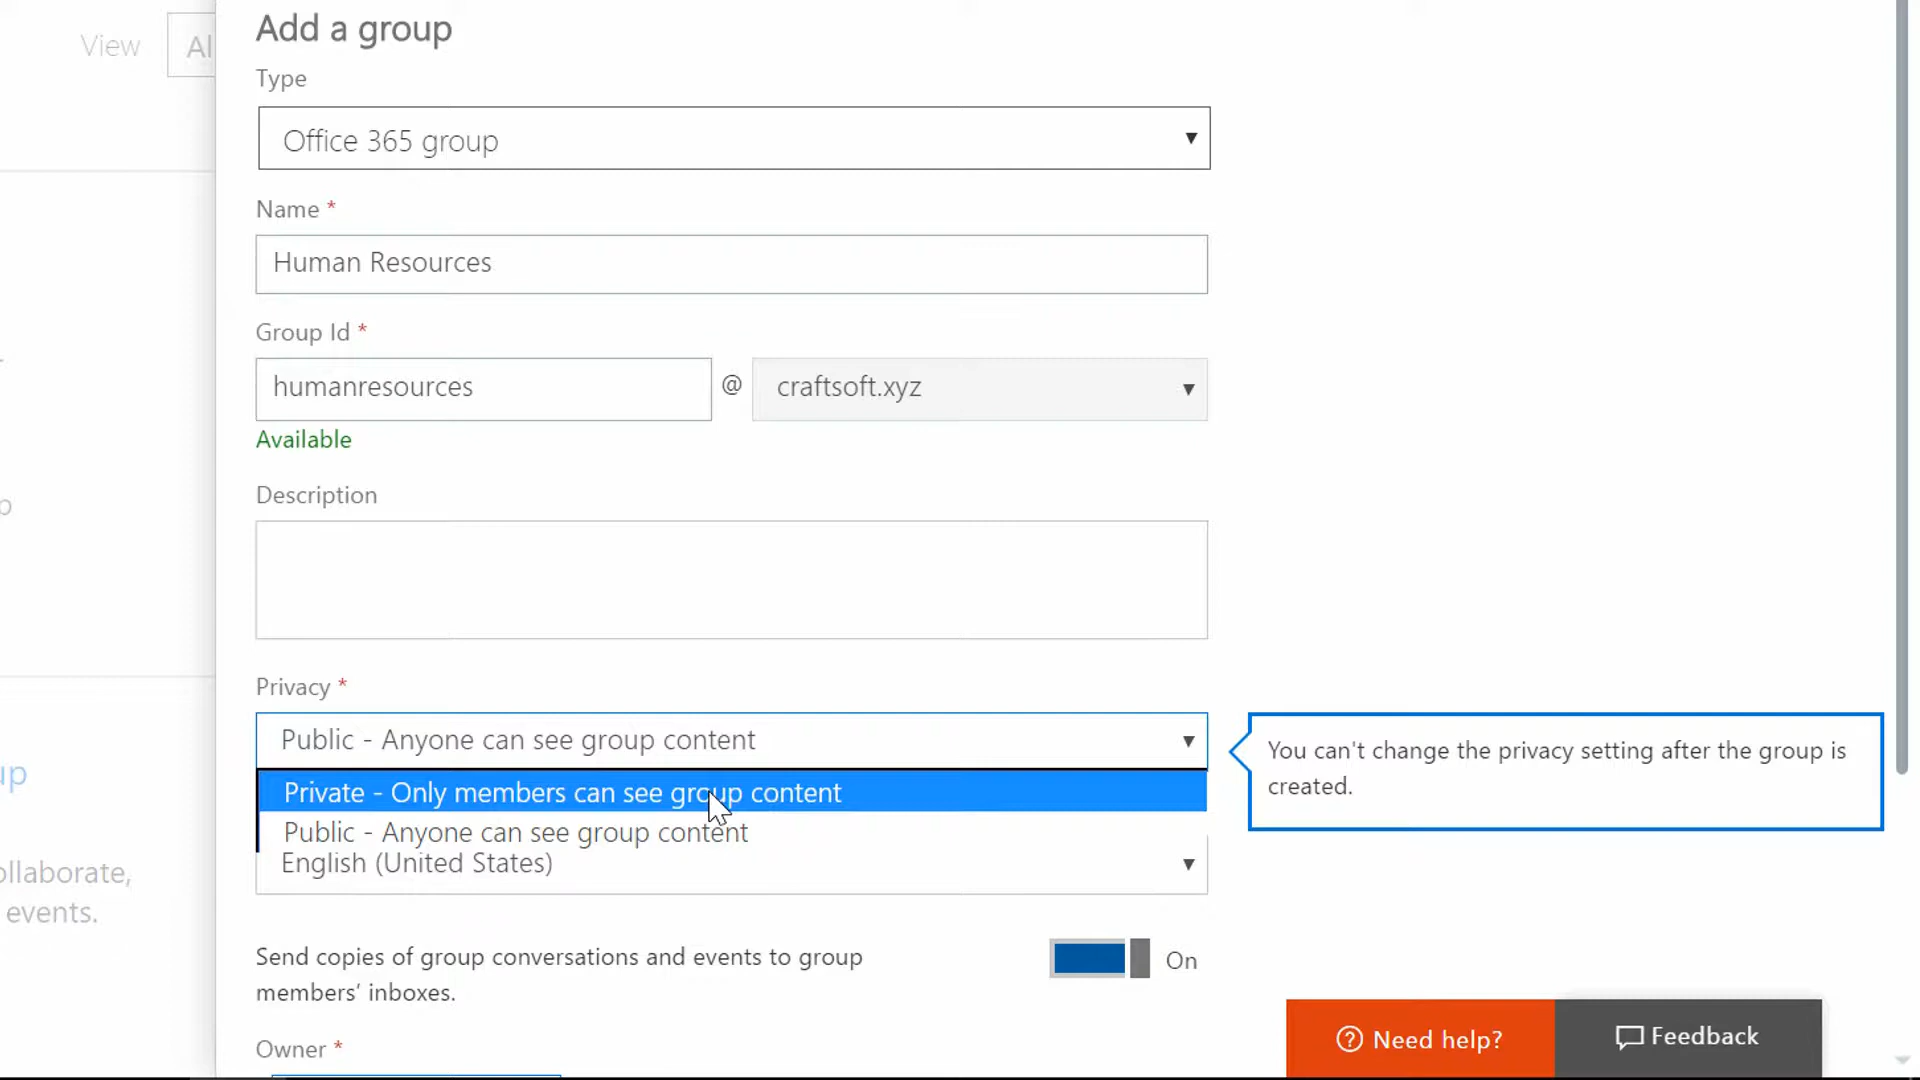 Add a group
View
Al
Type
Office 365 group
Name *
Human Resources
Group Id *
humanresources @ craftsoft.xyz
Available
Description
Privacy *
Public - Anyone can see group content
You can't change the privacy setting after the group is
created.
Private - Only members can see group content
Public - Anyone can see group content
English (United States)
ollaborate,
events.
Send copies of group conversations and events to group
members’ inboxes.
On
Need help?
Feedback
Owner *